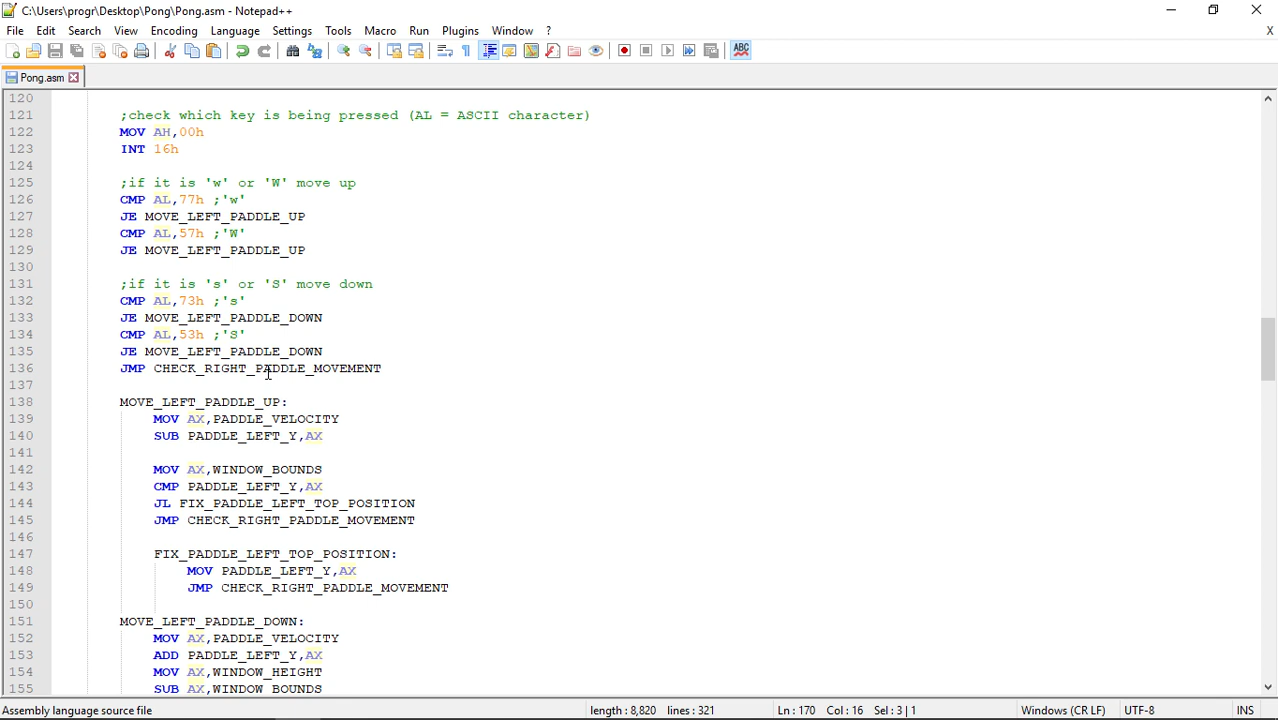 C:\Users\progr\Desktop\Pong\Pong.asm - Notepad++
File Edit Search View Encoding Language Settings Tools Macro Run Plugins Window ? X
ABC
Pong.asm
120
121 ;check which key is being pressed (AL = ASCII character)
122 MOV AH,00h
123 INT 16h
124
125 ;if it is 'w' or 'W' move up
126 CMP AL,77h ;'w'
127 JE MOVE_LEFT_PADDLE_UP
128 CMP AL,57h ;'W'
129 JE MOVE_LEFT_PADDLE_UP
130
131 ;if it is 's' or 'S' move down
132 CMP AL,73h ;'s'
133 JE MOVE_LEFT_PADDLE_DOWN
134 CMP AL,53h ;'S'
135 JE MOVE_LEFT_PADDLE_DOWN
136 JMP CHECK_RIGHT_PADDLE_MOVEMENT
137
138 MOVE_LEFT_PADDLE_UP:
139 MOV AX,PADDLE_VELOCITY
140 SUB PADDLE_LEFT_Y,AX
141
142 MOV AX,WINDOW_BOUNDS
143 CMP PADDLE_LEFT_Y,AX
144 JL FIX_PADDLE_LEFT_TOP_POSITION
145 JMP CHECK_RIGHT_PADDLE_MOVEMENT
146
147 FIX_PADDLE_LEFT_TOP_POSITION:
148 MOV PADDLE_LEFT_Y,AX
149 JMP CHECK_RIGHT_PADDLE_MOVEMENT
150
151 MOVE_LEFT_PADDLE_DOWN:
152 MOV AX,PADDLE_VELOCITY
153 ADD PADDLE_LEFT_Y,AX
154 MOV AX,WINDOW_HEIGHT
155 SUB AX,WINDOW_BOUNDS
Assembly language source file length : 8,820 lines : 321 Ln : 170 Col : 16 Sel : 3 | 1 Windows (CR LF) UTF-8 INS